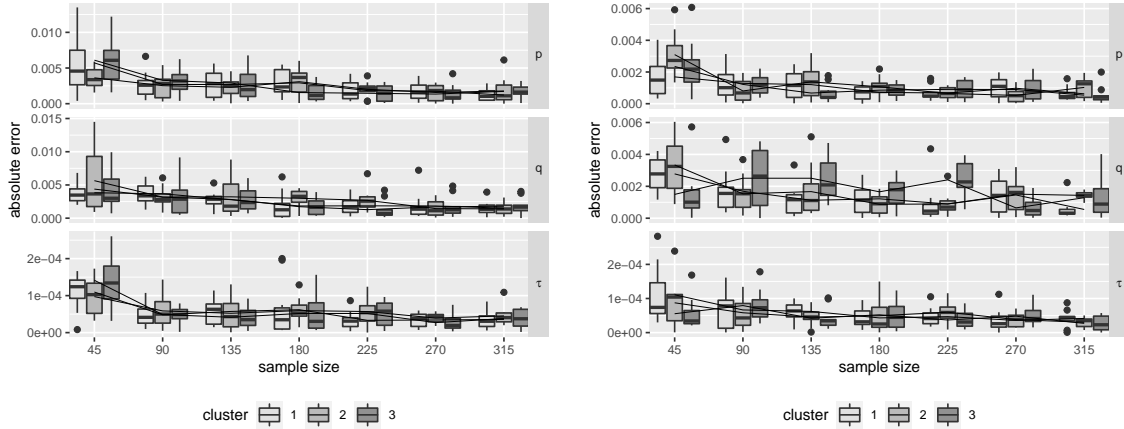 absolute error
0.010
0.005
0.000
p
0.015
0.010
0.005
0.000
q
2e−04
1e−04
0e+00
τ
45 90 135 180 225 270 315
sample size
cluster 1 2 3
absolute error
0.006
0.004
0.002
0.000
p
0.006
0.004
0.002
0.000
q
2e−04
1e−04
0e+00
τ
45 90 135 180 225 270 315
sample size
cluster 1 2 3